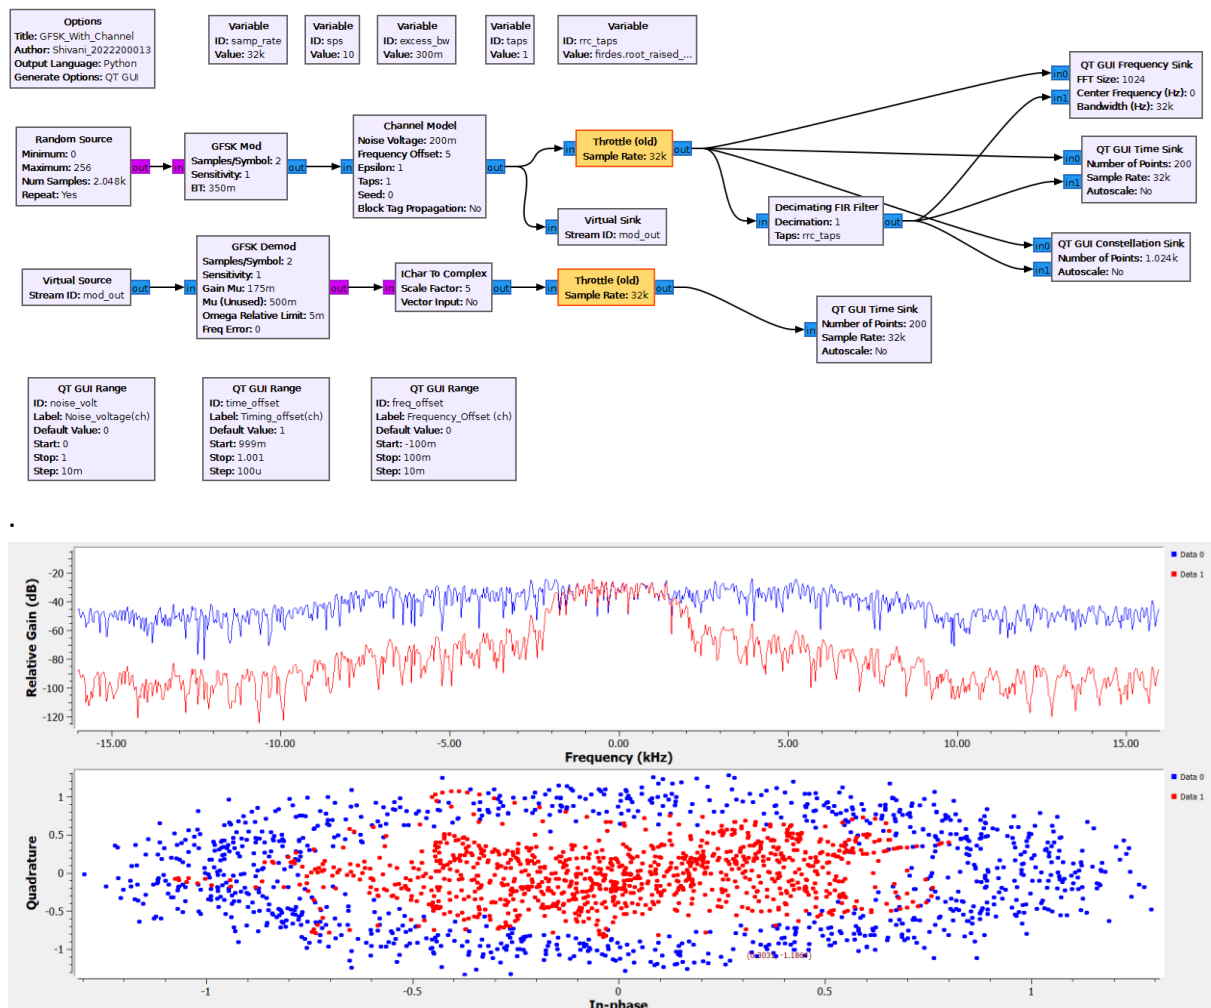 Options
Title: GFSK_With_Channel
Author: Shivani_2022200013
Output Language: Python
Generate Options: QT GUI
Variable
ID: samp_rate
Value: 32k
Variable
ID: sps
Value: 10
Variable
ID: excess_bw
Value: 300m
Variable
ID: taps
Value: 1
Variable
ID: rrc_taps
Value: firdes.root_raised_...
Random Source
Minimum: 0
Maximum: 256
Num Samples: 2.048k
Repeat: Yes
out
in
GFSK Mod
Samples/Symbol: 2
Sensitivity: 1
BT: 350m
out
in
Channel Model
Noise Voltage: 200m
Frequency Offset: 5
Epsilon: 1
Taps: 1
Seed: 0
Block Tag Propagation: No
out
in
Throttle (old)
Sample Rate: 32k
out
in
Virtual Sink
Stream ID: mod_out
in
Decimating FIR Filter
Decimation: 1
Taps: rrc_taps
out
in0
in1
QT GUI Frequency Sink
FFT Size: 1024
Center Frequency (Hz): 0
Bandwidth (Hz): 32k
in0
in1
QT GUI Time Sink
Number of Points: 200
Sample Rate: 32k
Autoscale: No
in0
in1
QT GUI Constellation Sink
Number of Points: 1.024k
Autoscale: No
Virtual Source
Stream ID: mod_out
out
in
GFSK Demod
Samples/Symbol: 2
Sensitivity: 1
Gain Mu: 175m
Mu (Unused): 500m
Omega Relative Limit: 5m
Freq Error: 0
out
in
IChar To Complex
Scale Factor: 5
Vector Input: No
out
in
Throttle (old)
Sample Rate: 32k
out
in
QT GUI Time Sink
Number of Points: 200
Sample Rate: 32k
Autoscale: No
QT GUI Range
ID: noise_volt
Label: Noise_voltage(ch)
Default Value: 0
Start: 0
Stop: 1
Step: 10m
QT GUI Range
ID: time_offset
Label: Timing_offset(ch)
Default Value: 1
Start: 999m
Stop: 1.001
Step: 100u
QT GUI Range
ID: freq_offset
Label: Frequency_Offset (ch)
Default Value: 0
Start: -100m
Stop: 100m
Step: 10m
.
Relative Gain (dB)
-20
-40
-60
-80
-100
-120
-15.00
-10.00
-5.00
0.00
5.00
10.00
15.00
Frequency (kHz)
Data 0
Data 1
Quadrature
1
0.5
0
-0.5
-1
-1
-0.5
0
0.5
1
In-phase
Data 0
Data 1